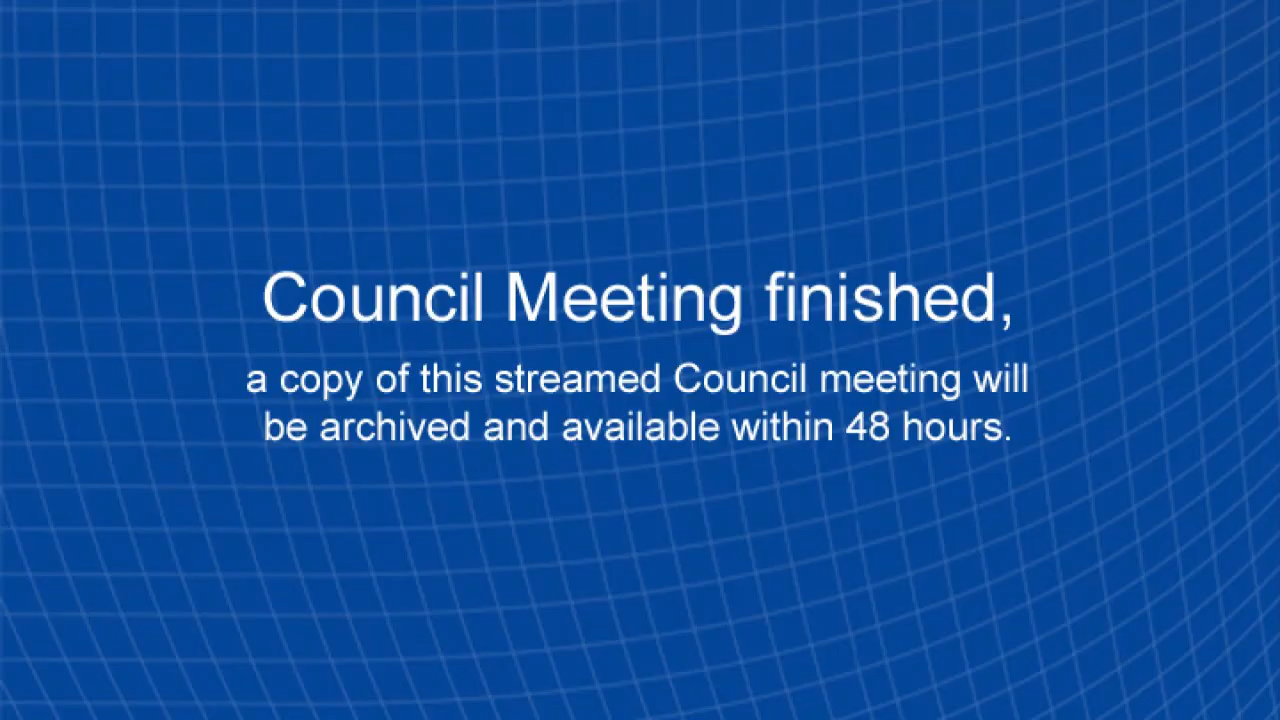 Council Meeting finished,
a copy of this streamed Council meeting will
be archived and available within 48 hours.